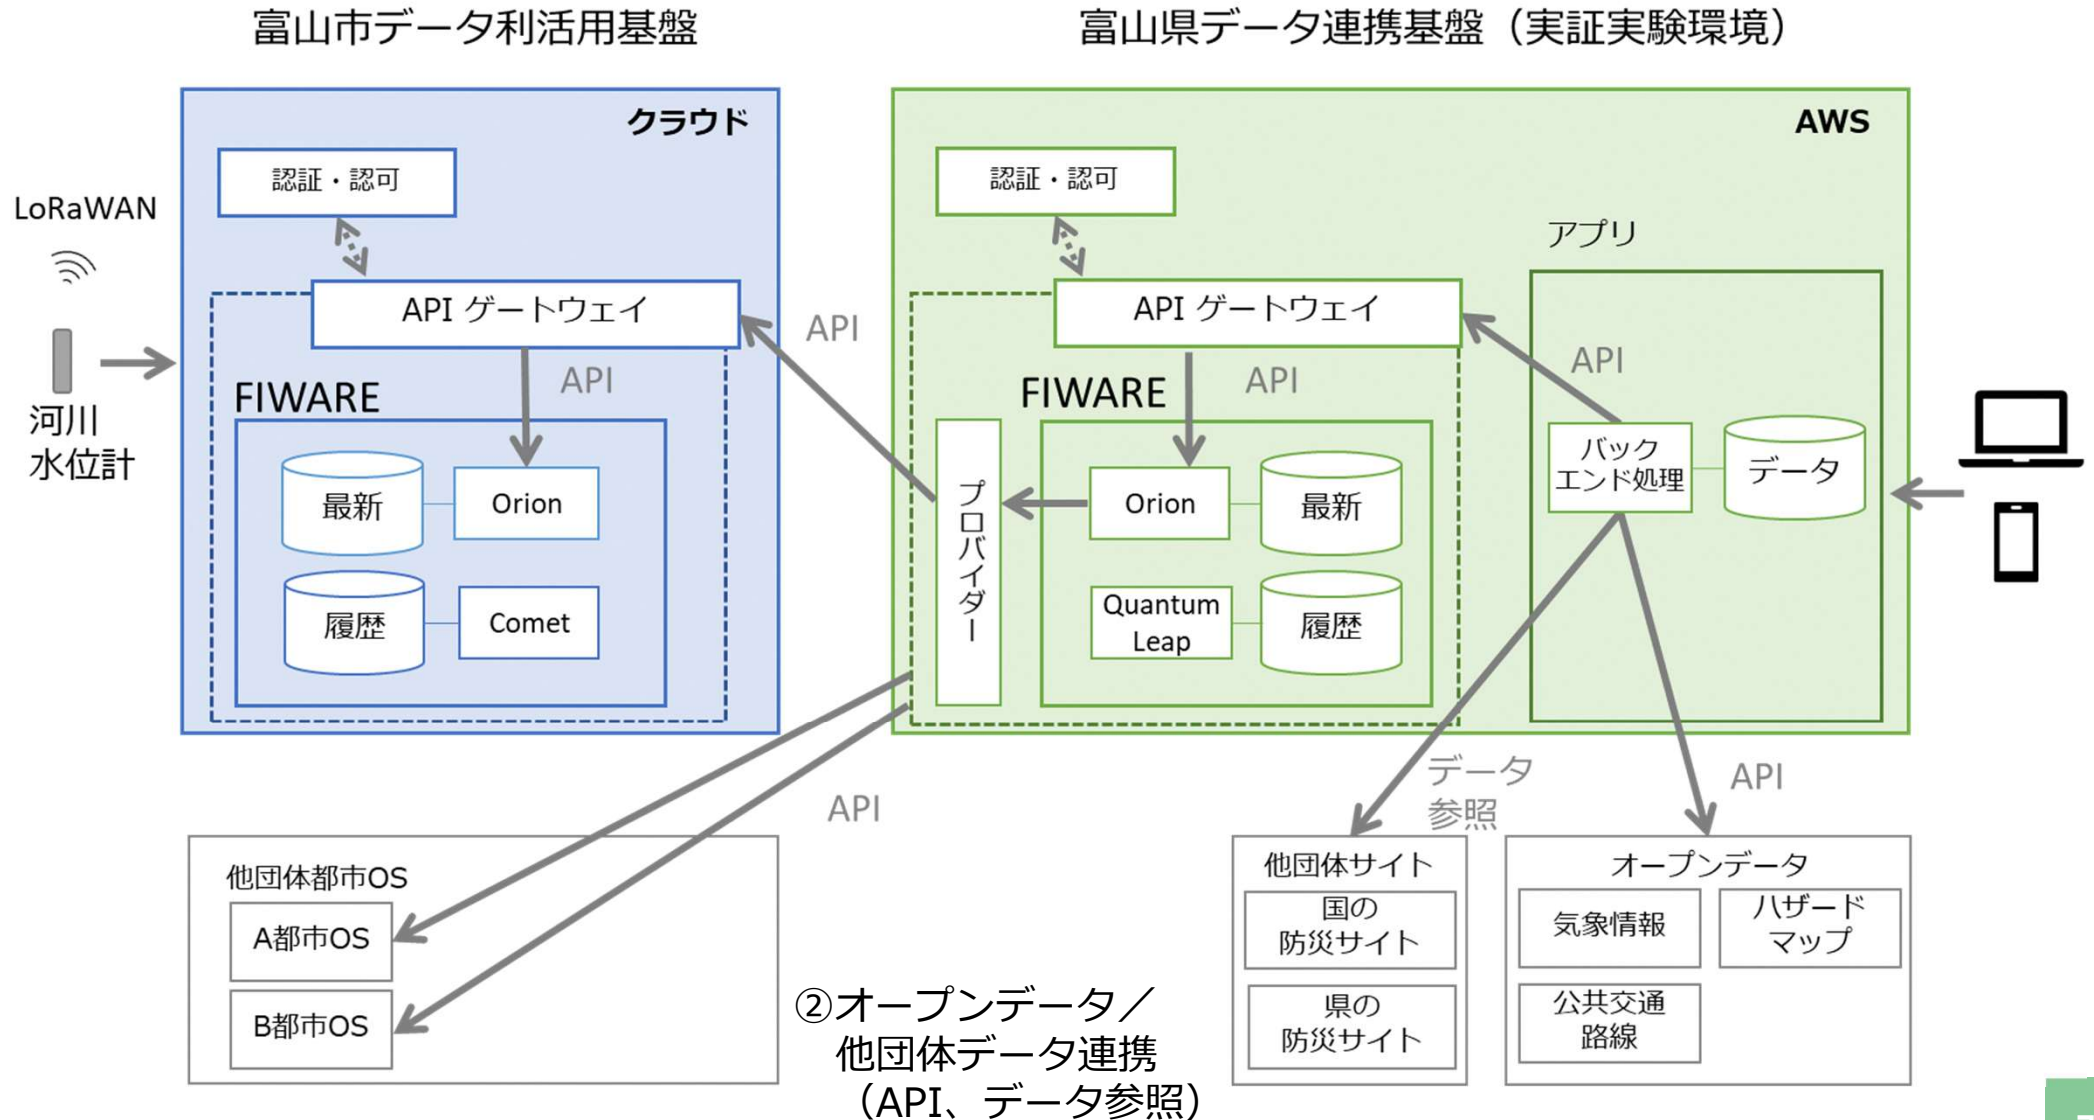 富山市データ利活用基盤
富山県データ連携基盤（実証実験環境）
クラウド
認証・認可
LoRaWAN
API ゲートウェイ
API
FIWARE
河川
水位計
最新
Orion
履歴
Comet
API
AWS
認証・認可
アプリ
API ゲートウェイ
API
API
FIWARE
プロバイダー
Orion
最新
Quantum
Leap
履歴
バック
エンド処理
データ
API
データ
参照
API
他団体都市OS
A都市OS
B都市OS
②オープンデータ／
他団体データ連携
（API、データ参照）
他団体サイト
国の
防災サイト
県の
防災サイト
オープンデータ
気象情報
ハザード
マップ
公共交通
路線